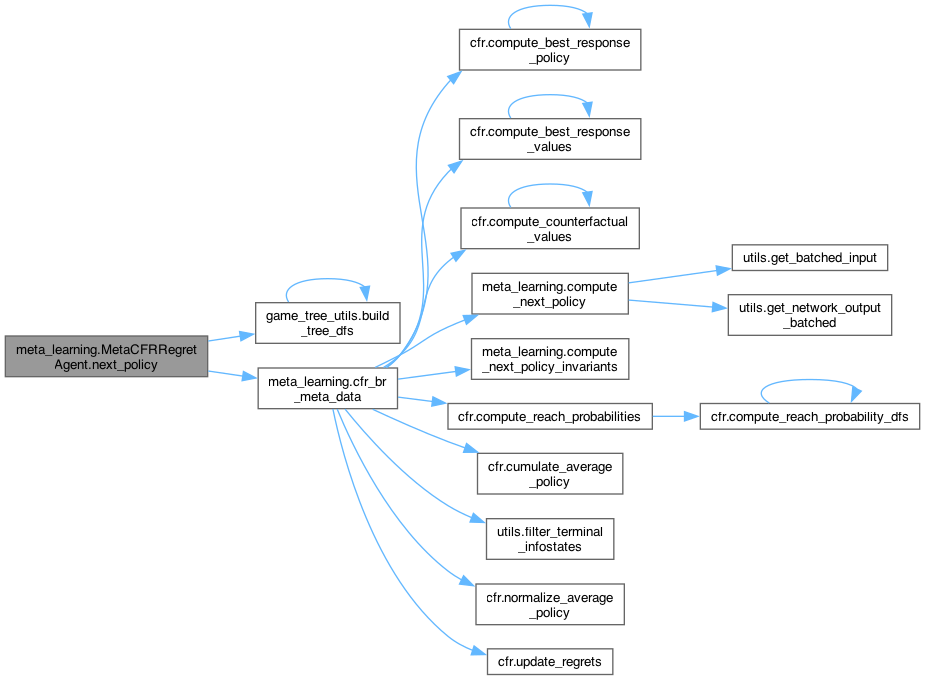 cfr.compute_best_response
_policy
cfr.compute_best_response
_values
cfr.compute_counterfactual
_values
utils.get_batched_input
meta_learning.compute
_next_policy
utils.get_network_output
_batched
game_tree_utils.build
_tree_dfs
meta_learning.MetaCFRRegret
Agent.next_policy
meta_learning.compute
_next_policy_invariants
meta_learning.cfr_br
_meta_data
cfr.compute_reach_probabilities
cfr.compute_reach_probability_dfs
cfr.cumulate_average
_policy
utils.filter_terminal
_infostates
cfr.normalize_average
_policy
cfr.update_regrets